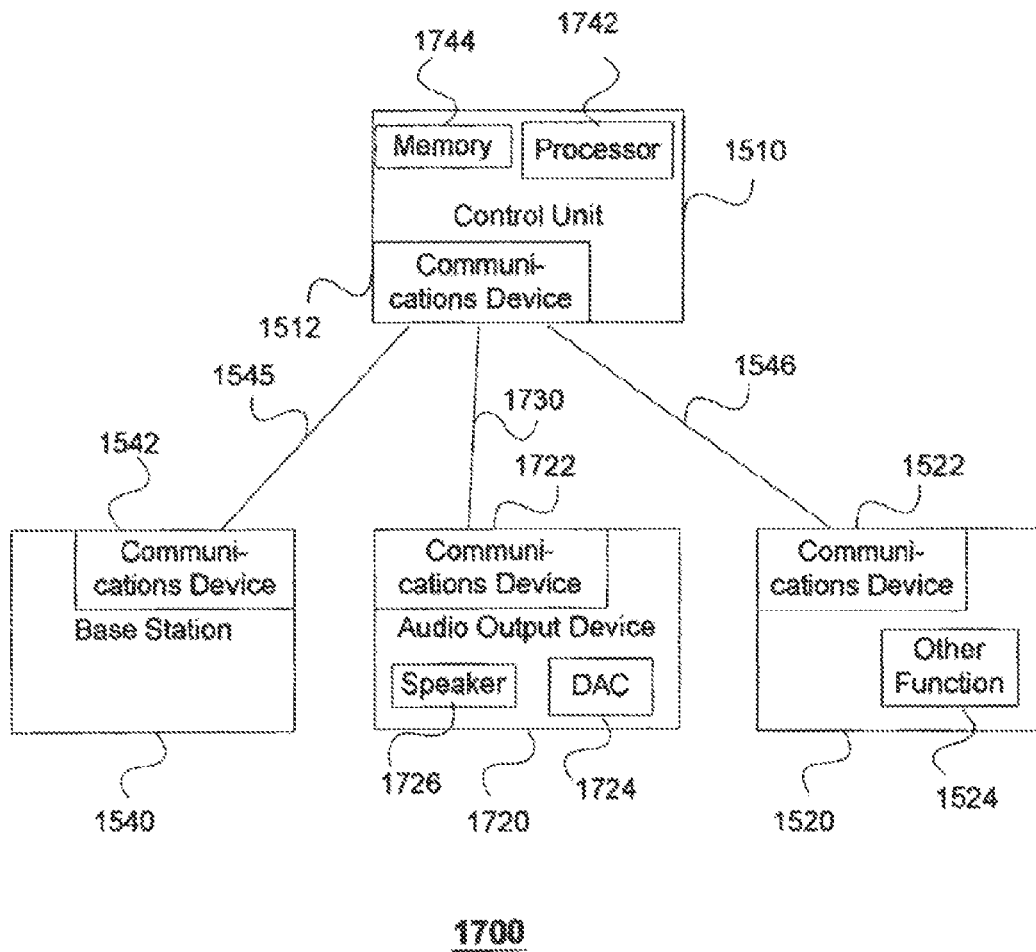 1744
1742
Memory
Processor
1510
Control Unit
Communi-
cations Device
1512
1545
1730
1546
1542
1722
1522
Communi-
cations Device
Base Station
Communi-
cations Device
Audio Output Device
Speaker
DAC
Communi-
cations Device
Other
Function
1540
1726
1720
1724
1520
1524
1700